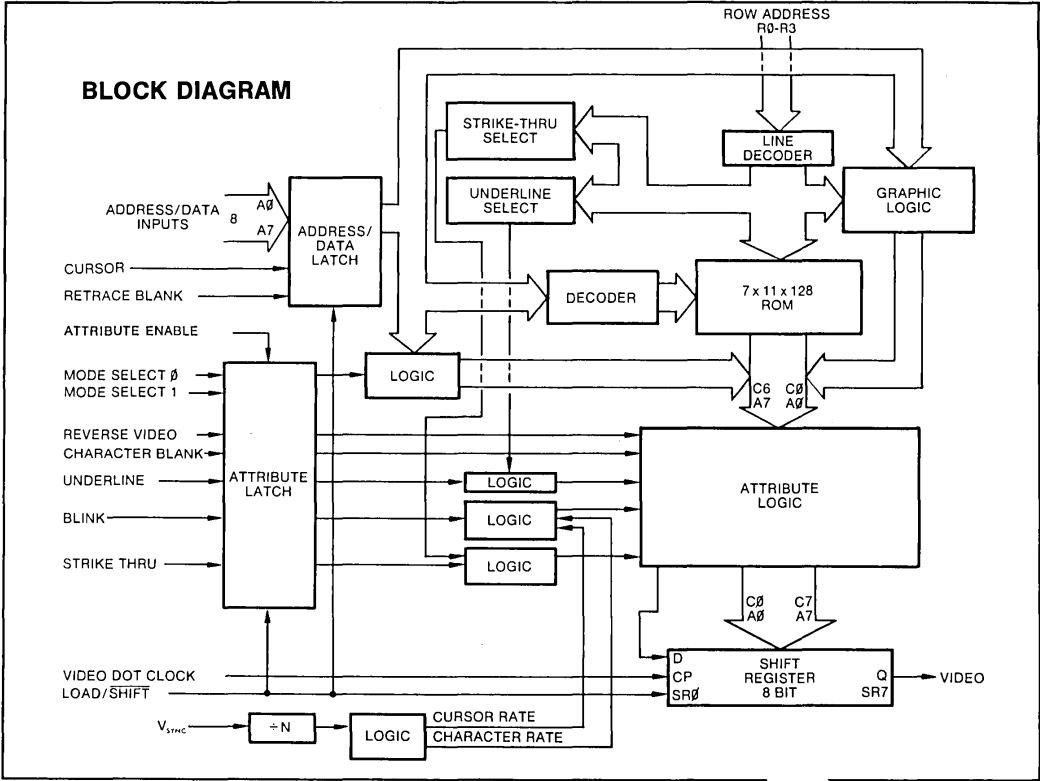 ROW ADDRESS
RØ-R3
BLOCK DIAGRAM
STRIKE-THRU
SELECT
LINE
DECODER
UNDERLINE
SELECT
GRAPHIC
LOGIC
ADDRESS/DATA
INPUTS
8
AØ
A7
ADDRESS/
DATA
LATCH
CURSOR
RETRACE BLANK
DECODER
7 x 11 x 128
ROM
ATTRIBUTE ENABLE
MODE SELECT Ø
MODE SELECT 1
LOGIC
C6 CØ
A7 AØ
REVERSE VIDEO
CHARACTER BLANK
UNDERLINE
BLINK
STRIKE THRU
ATTRIBUTE
LATCH
LOGIC
LOGIC
LOGIC
ATTRIBUTE
LOGIC
CØ C7
AØ A7
VIDEO DOT CLOCK
LOAD/SHIFT
D
CP
SRØ
SHIFT
REGISTER
8 BIT
Q
SR7
VIDEO
VSYNC
÷N
LOGIC
CURSOR RATE
CHARACTER RATE